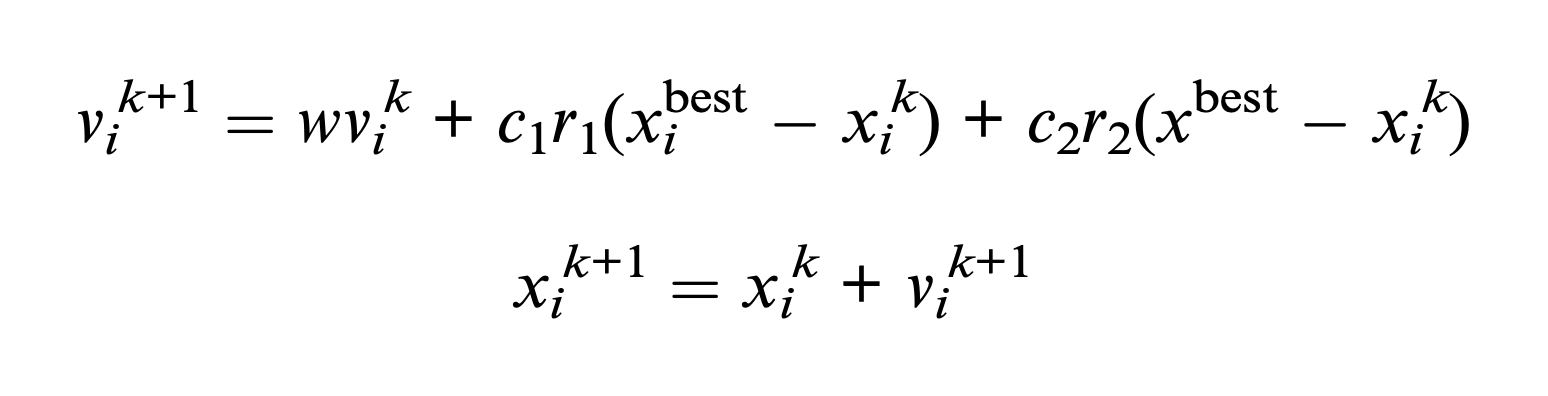 v_i^{k+1} = wv_i^k + c_1r_1(x_i^{best} − x_i^k) + c_2r_2(x^{best} − x_i^k)
x_i^{k+1} = x_i^k + v_i^{k+1}